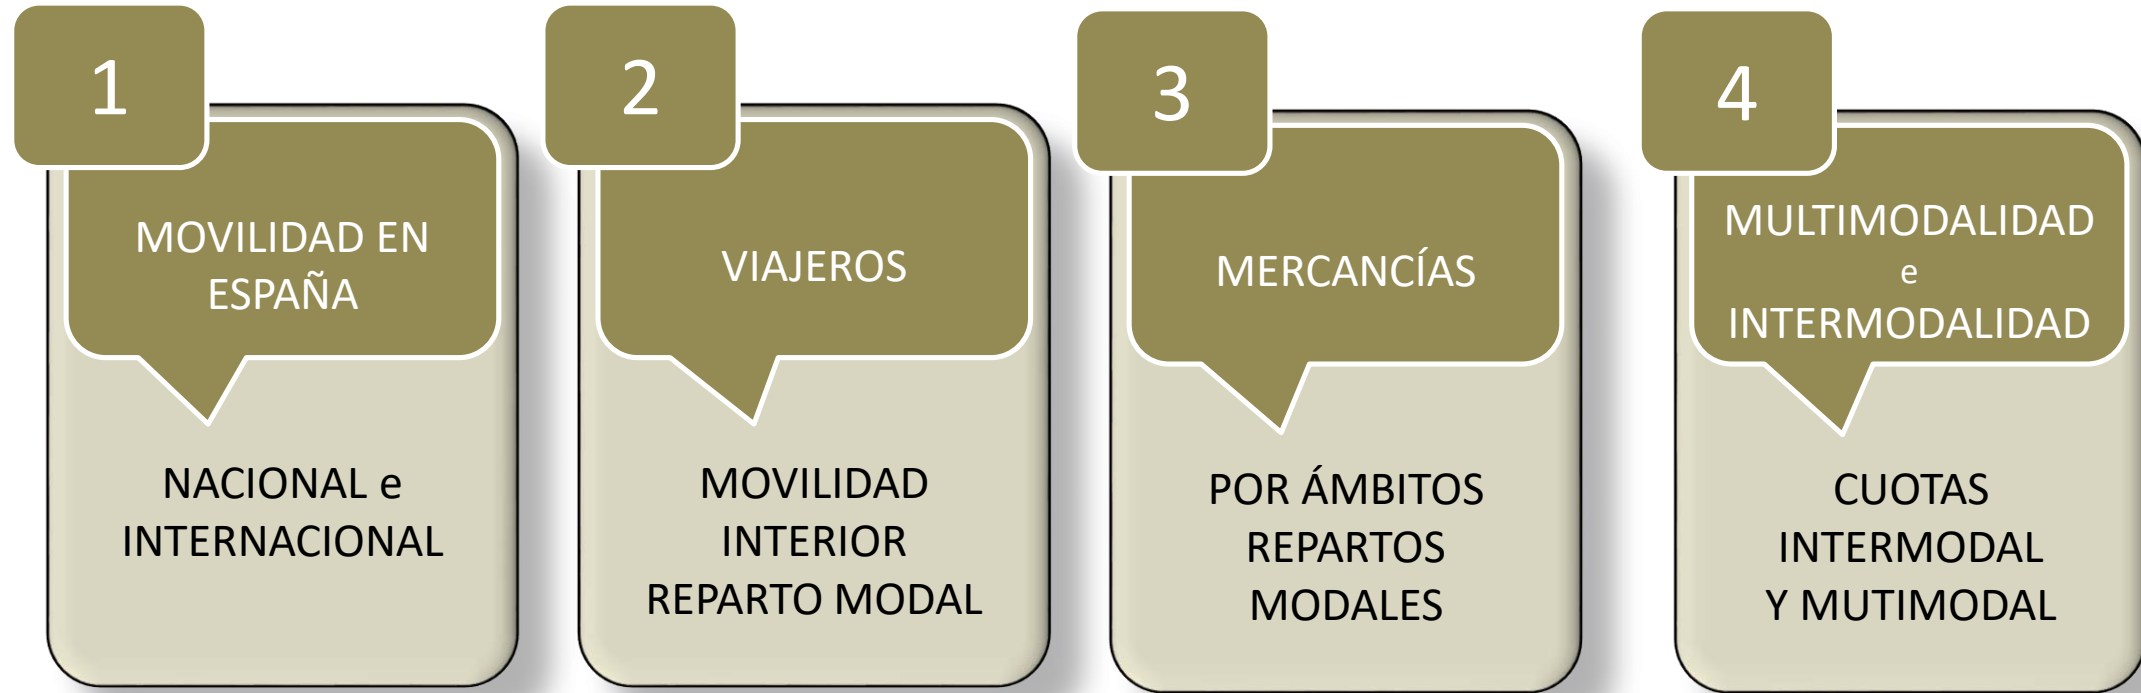 1
MOVILIDAD EN
ESPAÑA
NACIONAL e
INTERNACIONAL
2
VIAJEROS
MOVILIDAD
INTERIOR
REPARTO MODAL
3
MERCANCÍAS
POR ÁMBITOS
REPARTOS
MODALES
4
MULTIMODALIDAD
e
INTERMODALIDAD
CUOTAS
INTERMODAL
Y MUTIMODAL